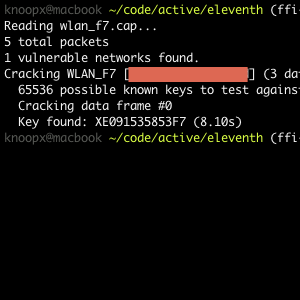 knoopx@macbook ~/code/active/eleventh (ffi-
Reading wlan_f7.cap...
5 total packets
1 vulnerable networks found.
Cracking WLAN_F7 [ ] (3 da
65536 possible known keys to test agains
Cracking data frame #0
Key found: XE091535853F7 (8.10s)
knoopx@macbook ~/code/active/eleventh (ffi-